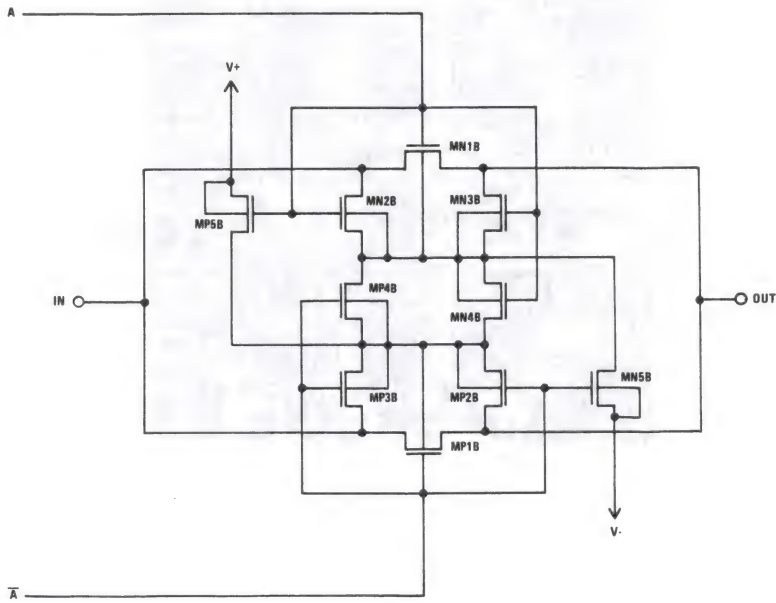 A
V+
MN1B
MN2B
MN3B
MP5B
MP4B
IN
OUT
MN4B
MN5B
MP3B
MP2B
MP1B
V-
A̅